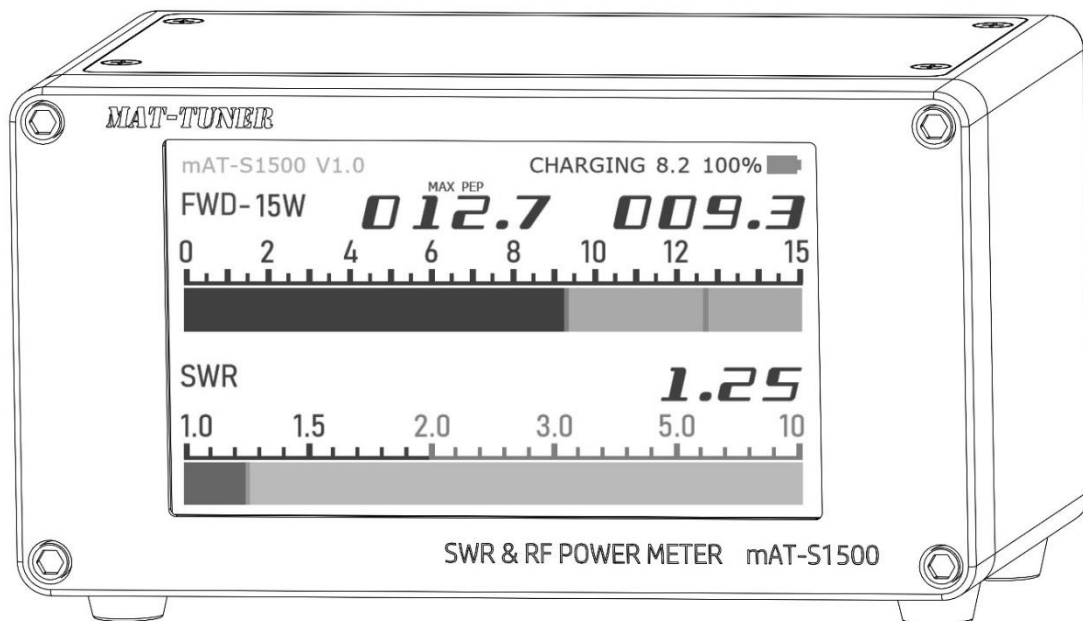 MAT-TUNER
mAT-S1500 V1.0 CHARGING 8.2 100%
MAX PEP
FWD-15W 012.7 009.3
0 2 4 6 8 10 12 15
SWR 1.25
1.0 1.5 2.0 3.0 5.0 10
SWR & RF POWER METER mAT-S1500